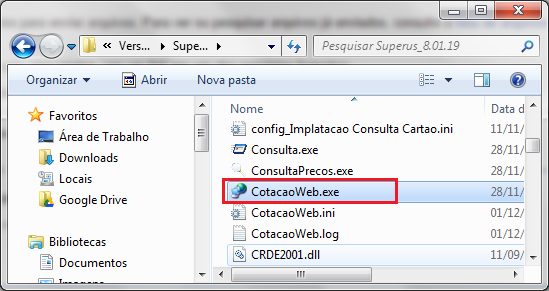 Vers...
Supe...
Pesquisar Superus_8.01.19
Organizar
Abrir
Nova pasta
Favoritos
Área de Trabalho
Downloads
Locais
Google Drive
Bibliotecas
Documentos
Imagens
Nome
Data d
config_Implatacao Consulta Cartao.ini 11/11/
Consulta.exe 28/11/
ConsultaPrecos.exe 28/11/
CotacaoWeb.exe 28/11/
CotacaoWeb.ini 01/12/
CotacaoWeb.log 01/12/
CRDE2001.dll 11/09/